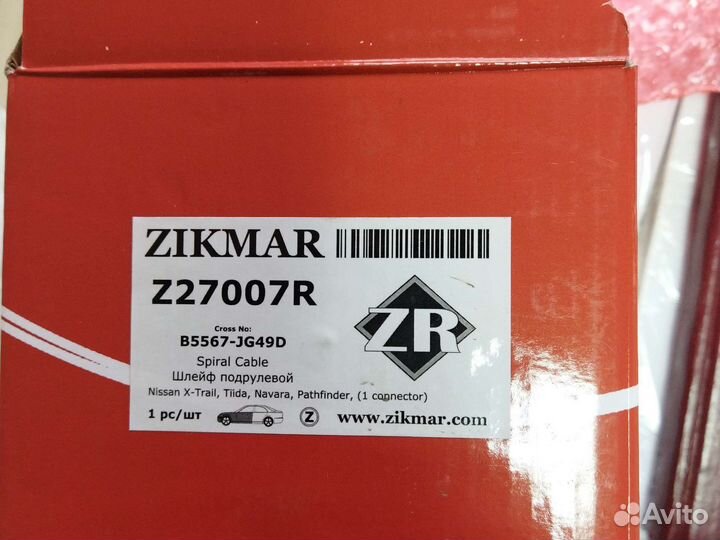 ZIKMAR
Z27007R
Cross No:
B5567-JG49D
ZR
Spiral Cable
Шлейф подрулевой
Nissan X-Trail, Tiida, Navara, Pathfinder, (1 connector)
1 pc/шт
Z
www.zikmar.com
Avito